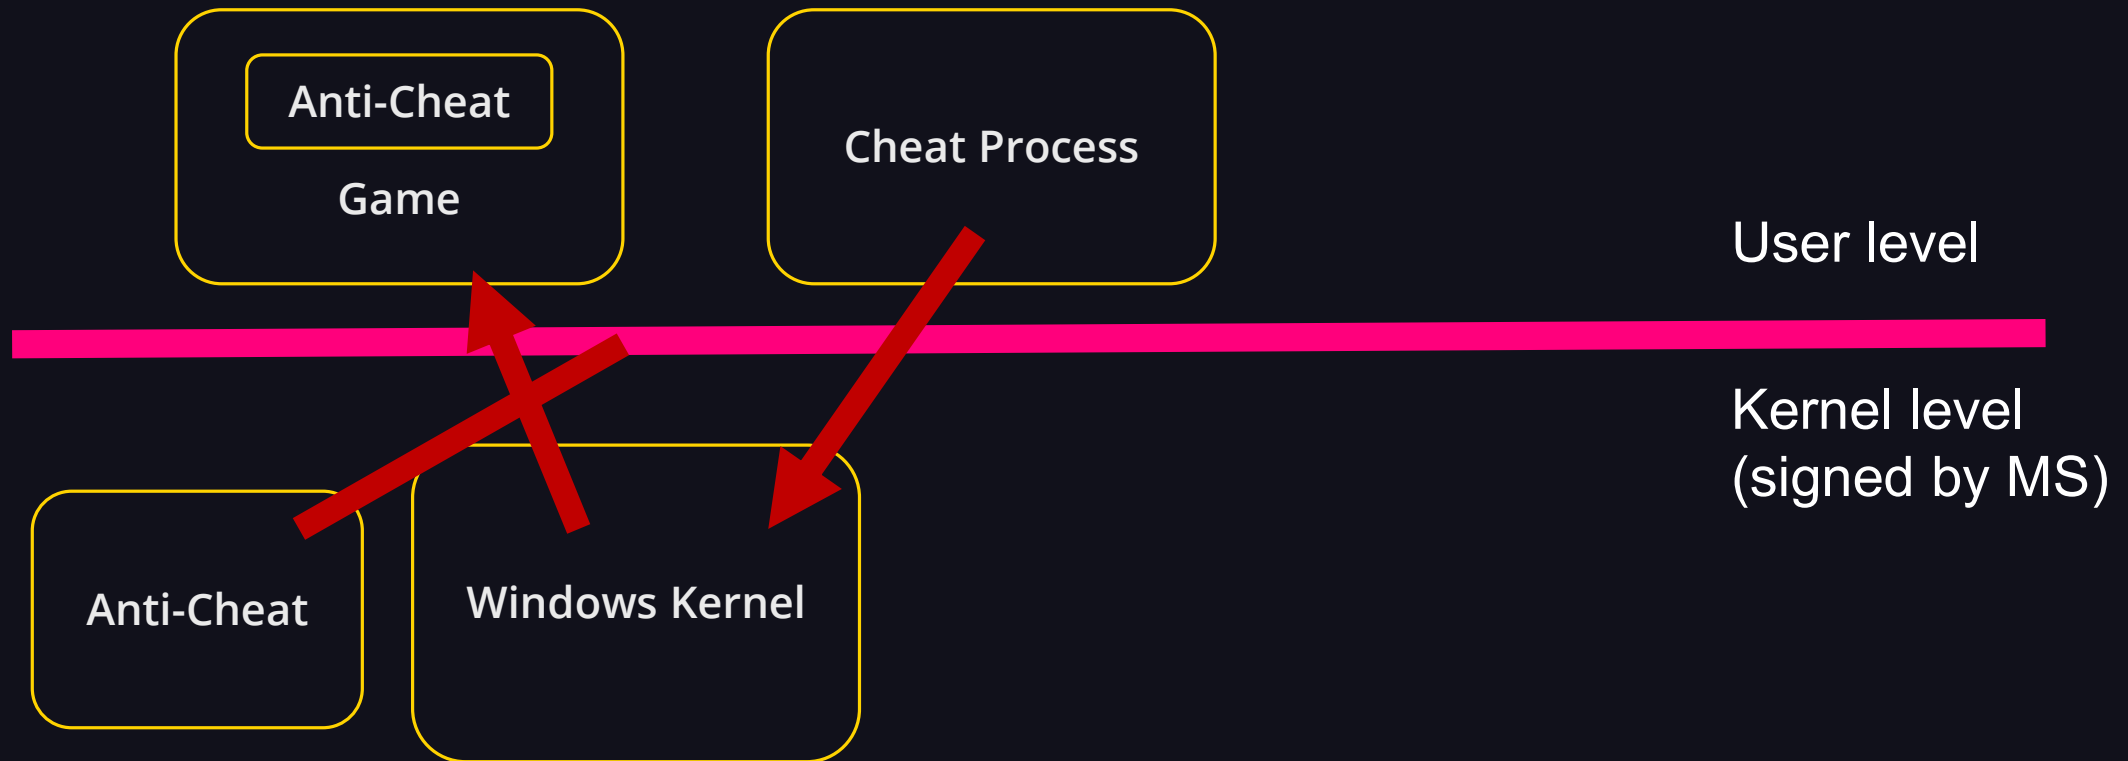 Anti-Cheat
Game
Cheat Process
User level
Kernel level
(signed by MS)
Anti-Cheat
Windows Kernel